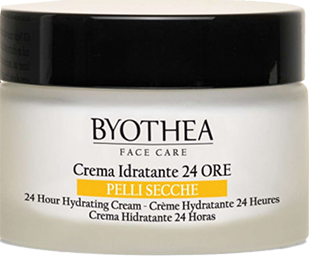 BYOTHEA
FACE CARE
Crema Idratante 24 ORE
PELLI SECCHE
24 Hour Hydrating Cream - Crème Hydratante 24 Heures
Crema Hidratante 24 Horas